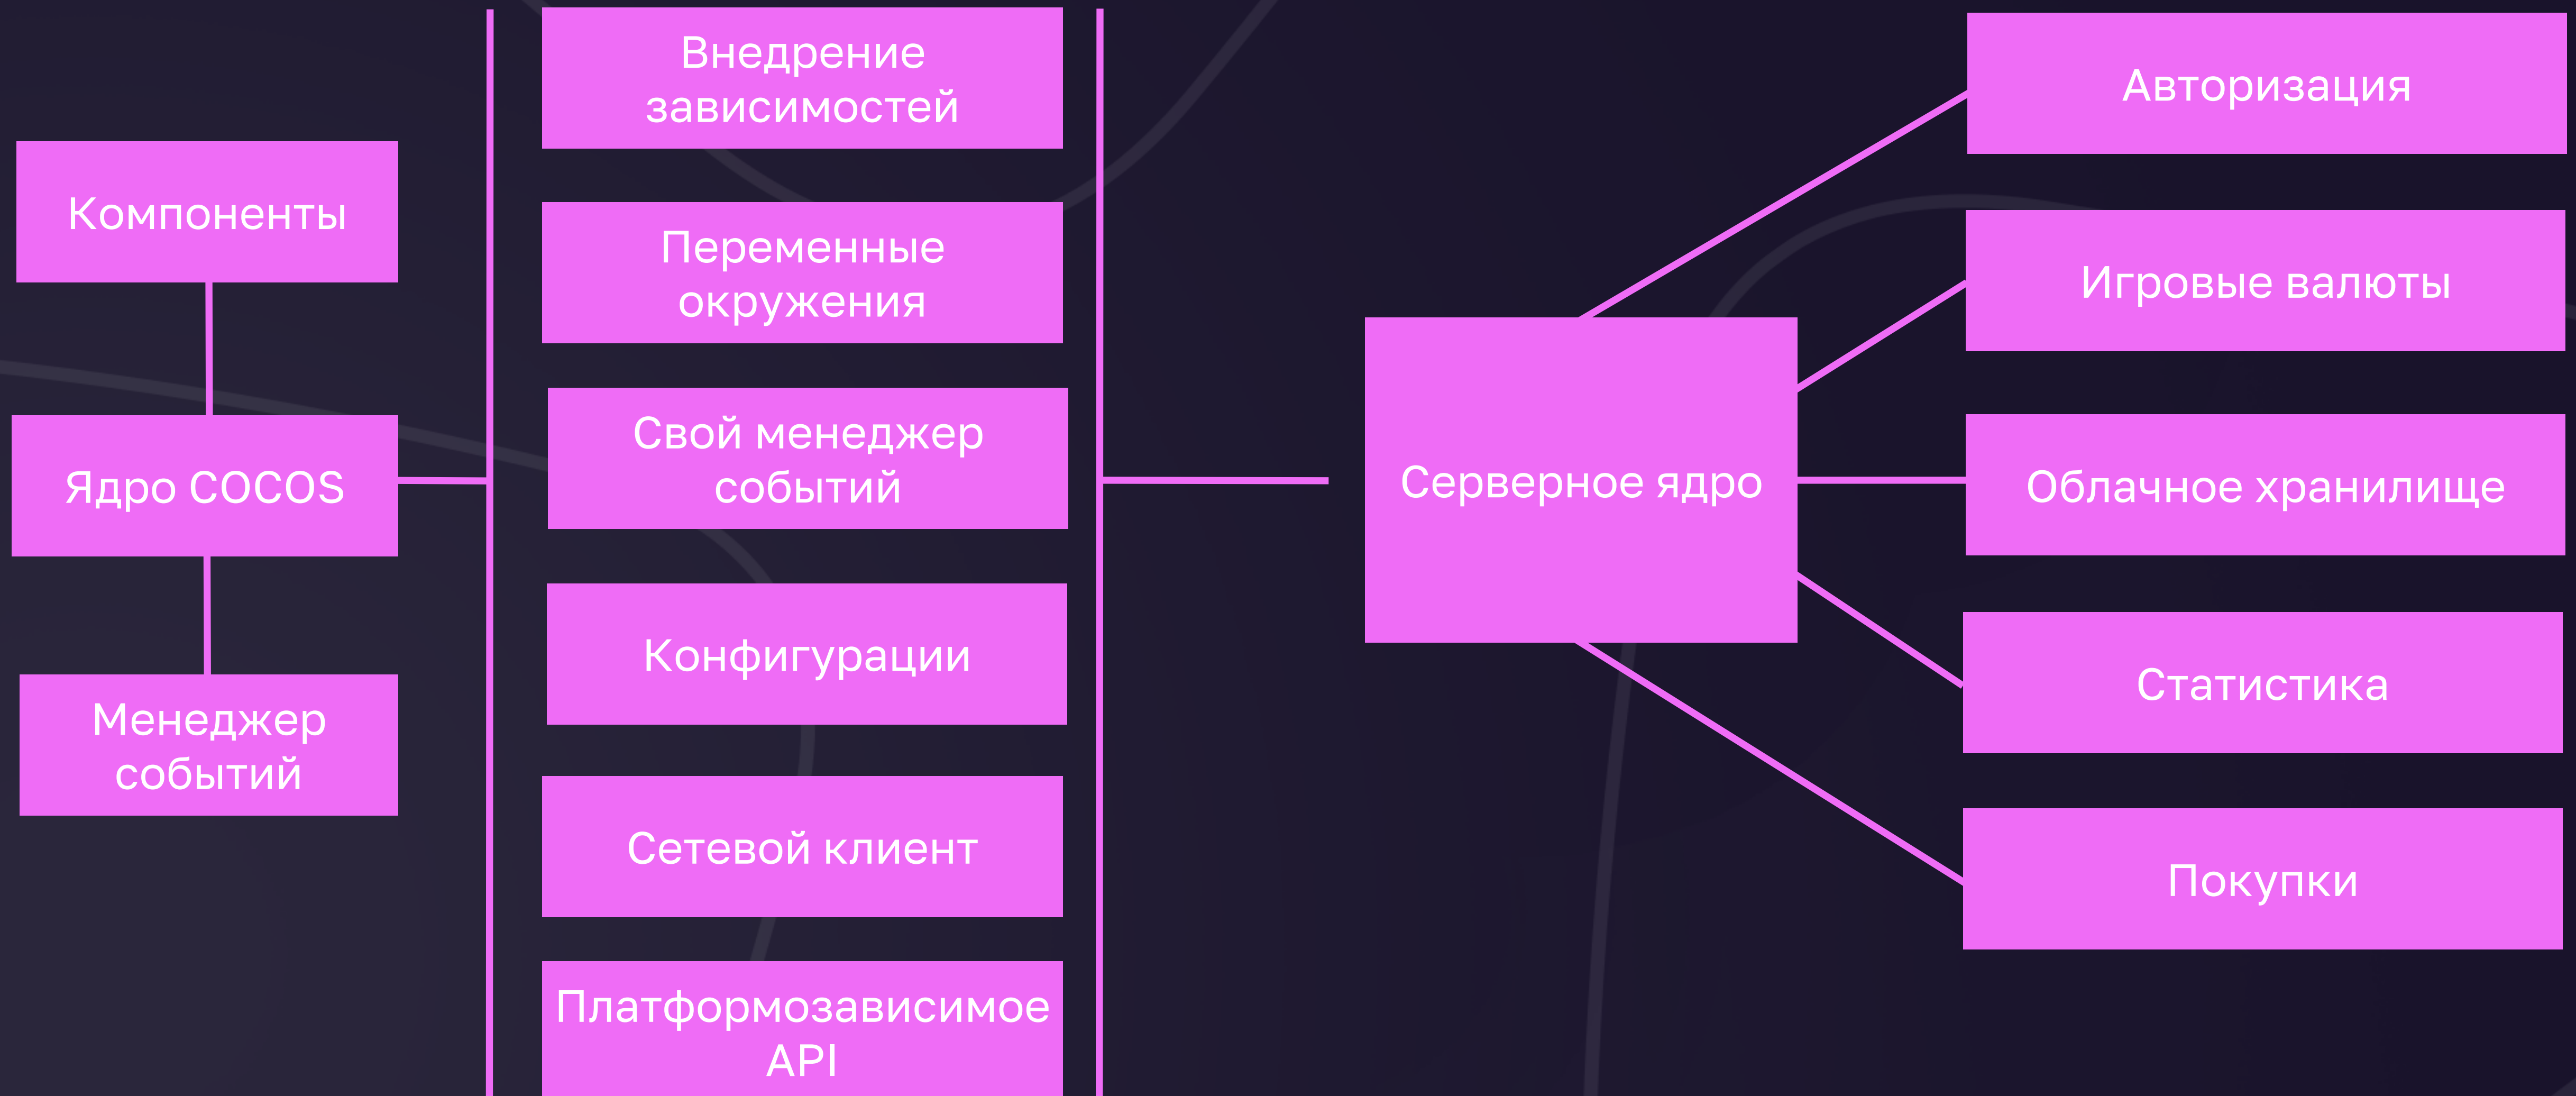 Компоненты
Ядро COCOS
Менеджер
событий
Внедрение
зависимостей
Переменные
окружения
Свой менеджер
событий
Конфигурации
Сетевой клиент
Платформозависимое
API
Серверное ядро
Авторизация
Игровые валюты
Облачное хранилище
Статистика
Покупки